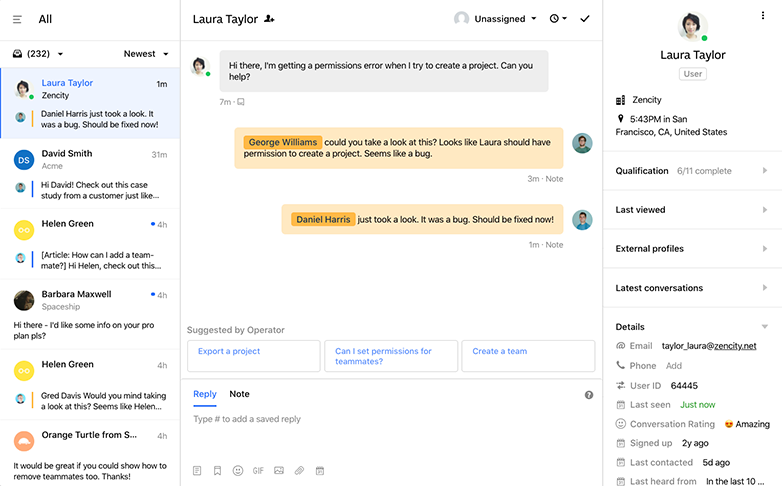 All
(232)
Newest
Laura Taylor
1m
Zencity
Daniel Harris just took a look. It
was a bug. Should be fixed now!
DS
David Smith
31m
Acme
Hi David! Check out this case
study from a customer just like...
Helen Green
4h
[Article: How can I add a team-
mate?] Hi Helen, check out this...
Barbara Maxwell
4h
Spaceship
Hi there - I'd like some info on your pro
plan pls?
Helen Green
4h
Gred Davis Would you mind taking
a look at this? Seems like Helen...
Orange Turtle from S...
4h
It would be great if you could show how to
remove teammates too. Thanks!
Laura Taylor
Unassigned
Hi there, I'm getting a permissions error when I try to create a project. Can you
help?
7m ·
George Williams could you take a look at this? Looks like Laura should have
permission to create a project. Seems like a bug.
3m · Note
Daniel Harris just took a look. It was a bug. Should be fixed now!
1m · Note
Suggested by Operator
Export a project
Can I set permissions for
teammates?
Create a team
Reply
Note
?
Type # to add a saved reply
GIF
Laura Taylor
User
Zencity
5:43PM in San
Francisco, CA, United States
Qualification 6/11 complete
Last viewed
External profiles
Latest conversations
Details
Email taylor_laura@zencity.net
Phone Add
User ID 64445
Last seen Just now
Conversation Rating 😍 Amazing
Signed up 2y ago
Last contacted 5d ago
Last heard from In the last 10 ...